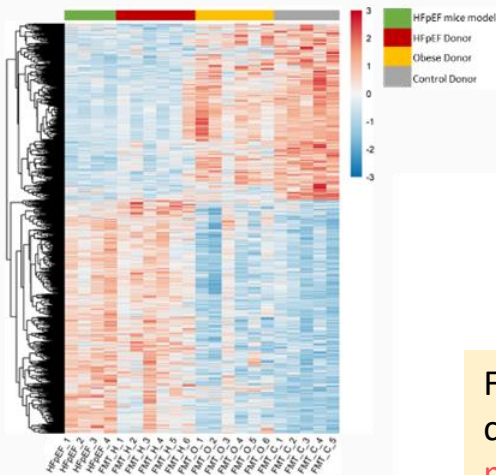 3
2
1
0
-1
-2
-3
HFpEF mice model
HFpEF Donor
Obese Donor
Control Donor
HFpEF_1
HFpEF_2
HFpEF_3
HFpEF_4
FMT_H_1
FMT_H_2
FMT_H_3
FMT_H_4
FMT_H_5
FMT_H_6
FMT_O_1
FMT_O_2
FMT_O_3
FMT_O_4
FMT_O_5
FMT_O_6
FMT_C_1
FMT_C_2
FMT_C_3
FMT_C_4
FMT_C_5